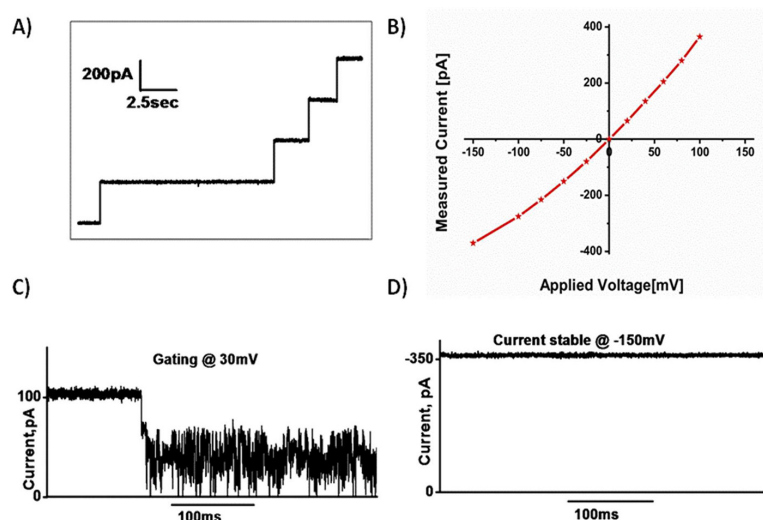 A)
200pA
2.5sec
B)
Measured Current [pA]
400
200
0
-150 -100 -50 0 50 100 150
-200
-400
Applied Voltage[mV]
C)
Gating @ 30mV
Current,pA
100
0
100ms
D)
Current stable @ -150mV
Current, pA
-350
0
100ms